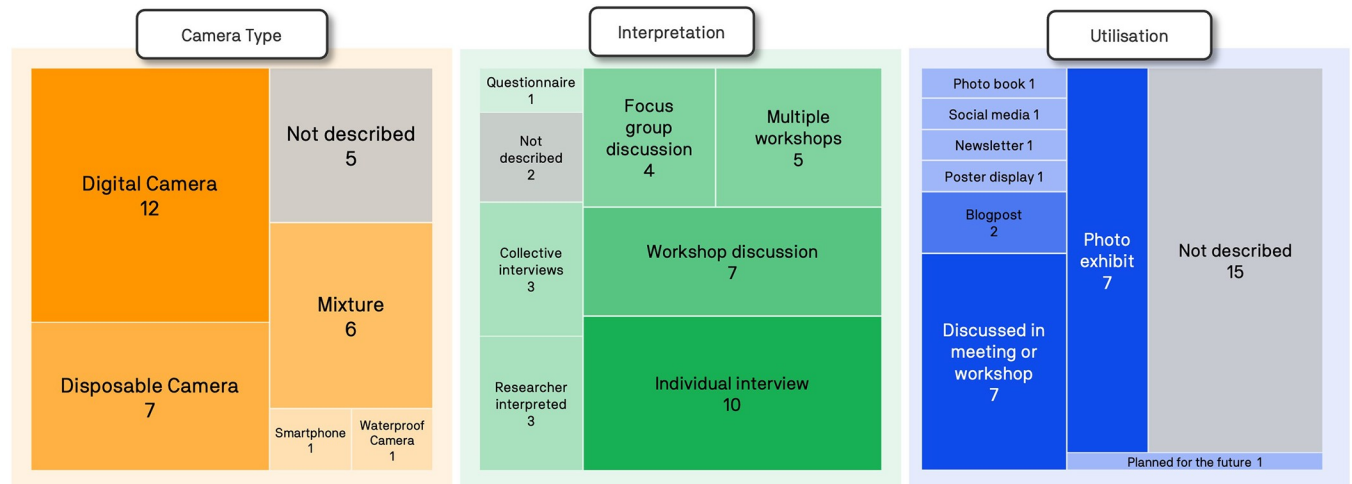 Camera Type
Digital Camera
12
Not described
5
Mixture
6
Disposable Camera
7
Smartphone
1
Waterproof
Camera
1
Interpretation
Questionnaire
1
Not
described
2
Collective
interviews
3
Researcher
interpreted
3
Focus
group
discussion
4
Multiple
workshops
5
Workshop discussion
7
Individual interview
10
Utilisation
Photo book 1
Social media 1
Newsletter 1
Poster display 1
Blogpost
2
Discussed in
meeting or
workshop
7
Photo
exhibit
7
Not described
15
Planned for the future 1